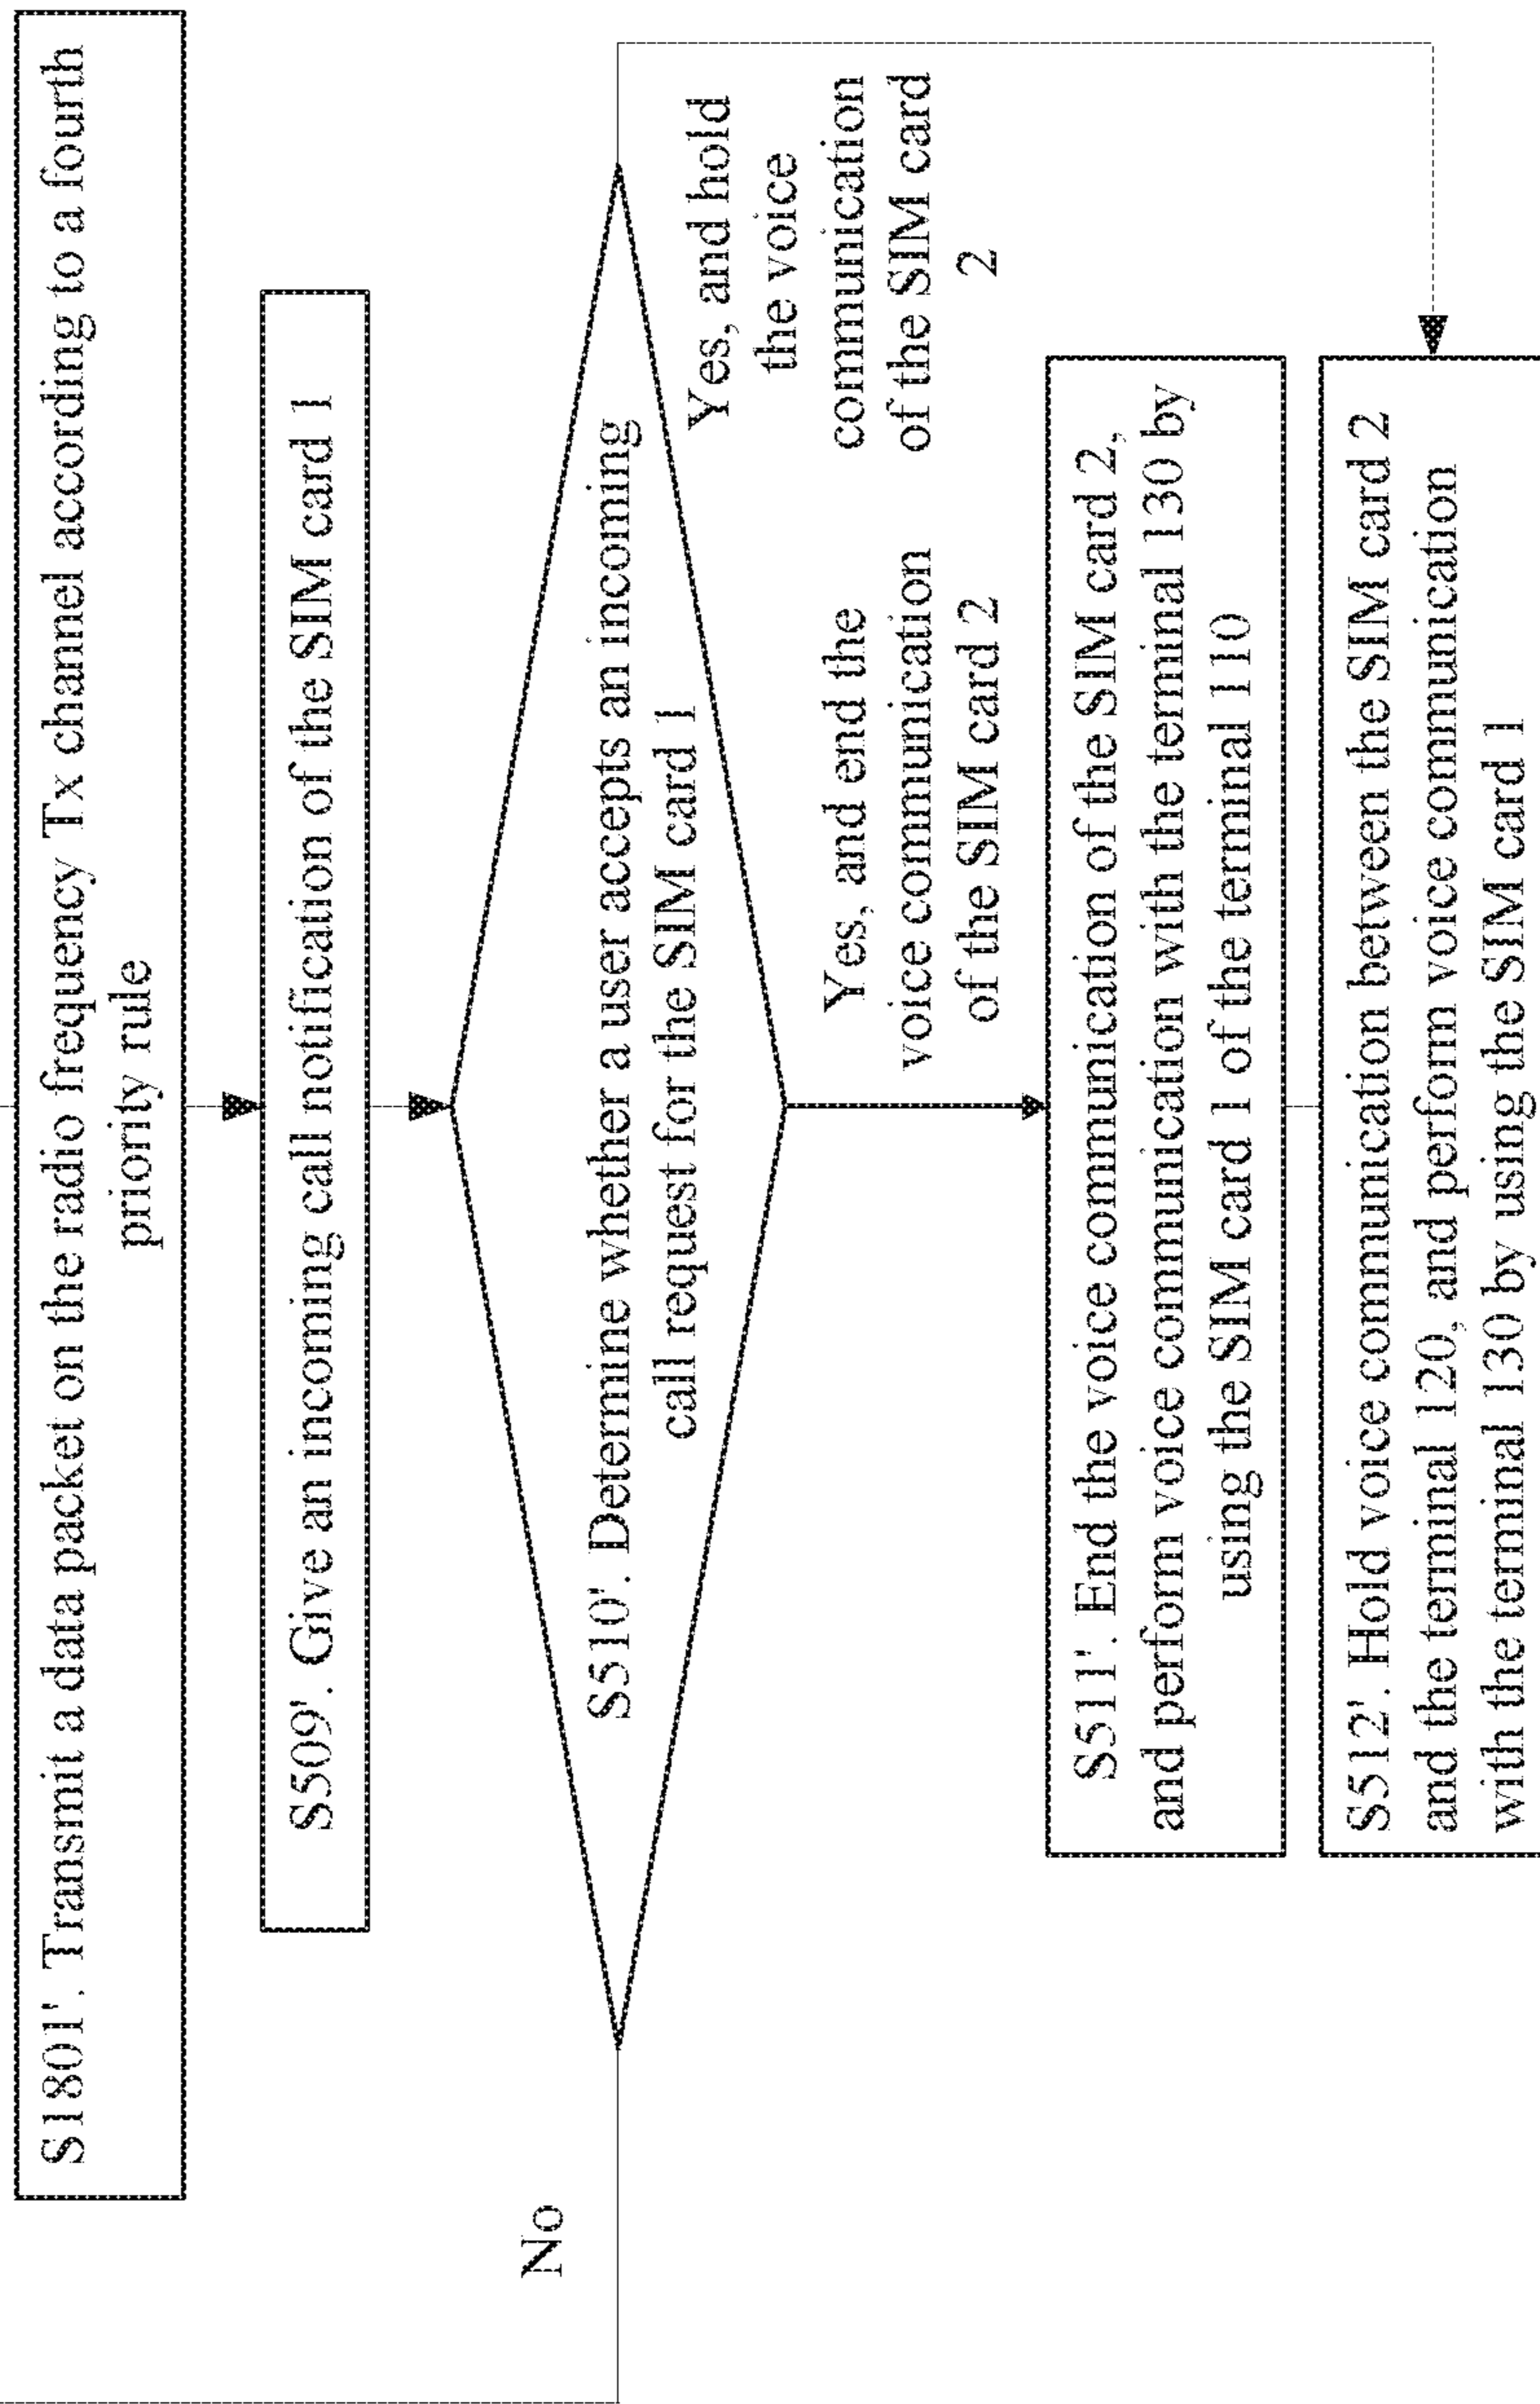 S1801'. Transmit a data packet on the radio frequency Tx channel according to a fourth
priority rule
S509'. Give an incoming call notification of the SIM card 1
No
S510'. Determine whether a user accepts an incoming
call request for the SIM card 1
Yes, and hold
the voice
communication
of the SIM card
2
Yes, and end the
voice communication
of the SIM card 2
S511'. End the voice communication of the SIM card 2,
and perform voice communication with the terminal 130 by
using the SIM card 1 of the terminal 110
S512'. Hold voice communication between the SIM card 2
and the terminal 120, and perform voice communication
with the terminal 130 by using the SIM card 1